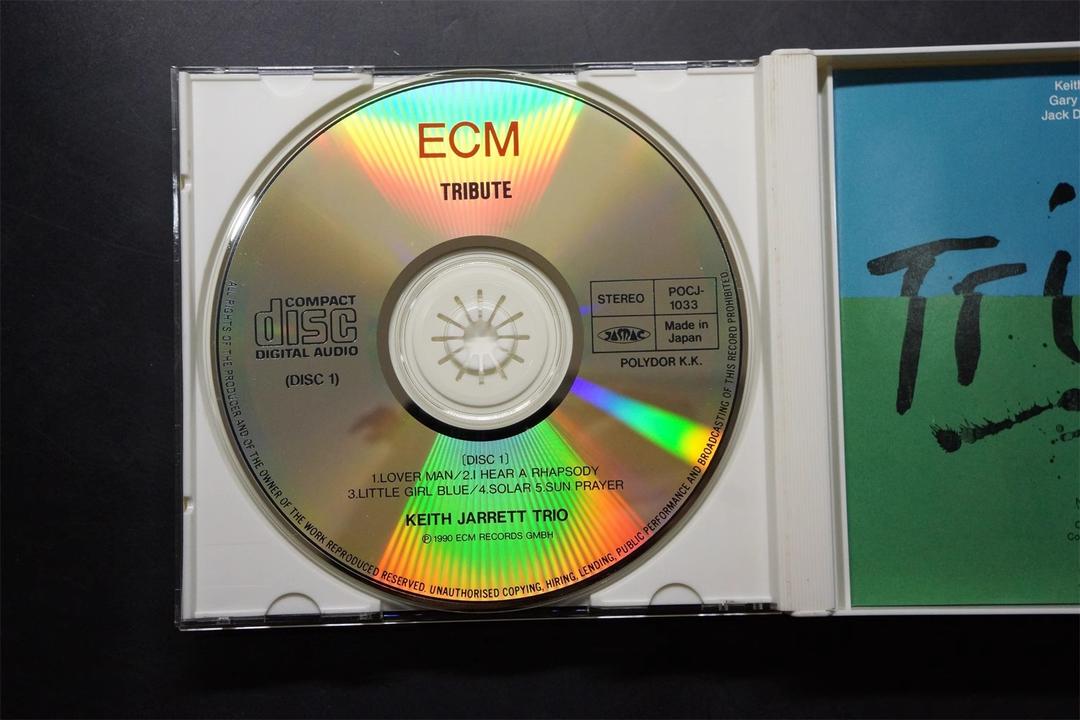 ECM
TRIBUTE
COMPACT
disc
DIGITAL AUDIO
(DISC 1)
STEREO
POCJ-
1033
JASRAC
Made in
Japan
POLYDOR K.K.
[DISC 1]
1.LOVER MAN/2.I HEAR A RHAPSODY
3.LITTLE GIRL BLUE/4.SOLAR 5.SUN PRAYER
KEITH JARRETT TRIO
Ⓟ 1990 ECM RECORDS GMBH
ALL RIGHTS OF THE PRODUCER AND OF THE OWNER OF THE WORK REPRODUCED RESERVED. UNAUTHORISED COPYING, HIRING, LENDING, PUBLIC PERFORMANCE AND BROADCASTING OF THIS RECORD PROHIBITED.
Keith
Gary
Jack D
Tri